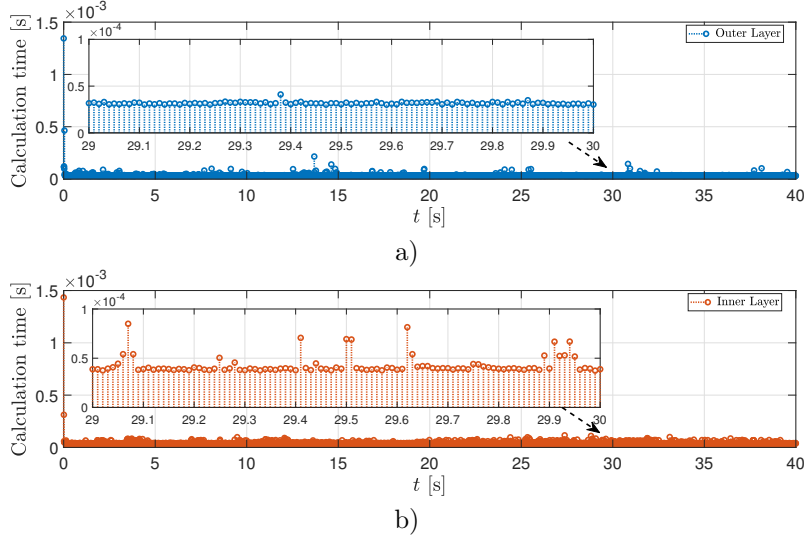 ×10⁻³
1.5
1
0.5
0
Calculation time [s]
1 ×10⁻⁴
0.5
0
29 29.1 29.2 29.3 29.4 29.5 29.6 29.7 29.8 29.9 30
Outer Layer
0 5 10 15 20 25 30 35 40
t [s]
a)
×10⁻³
1.5
1
0.5
0
Calculation time [s]
1 ×10⁻⁴
0.5
0
29 29.1 29.2 29.3 29.4 29.5 29.6 29.7 29.8 29.9 30
Inner Layer
0 5 10 15 20 25 30 35 40
t [s]
b)